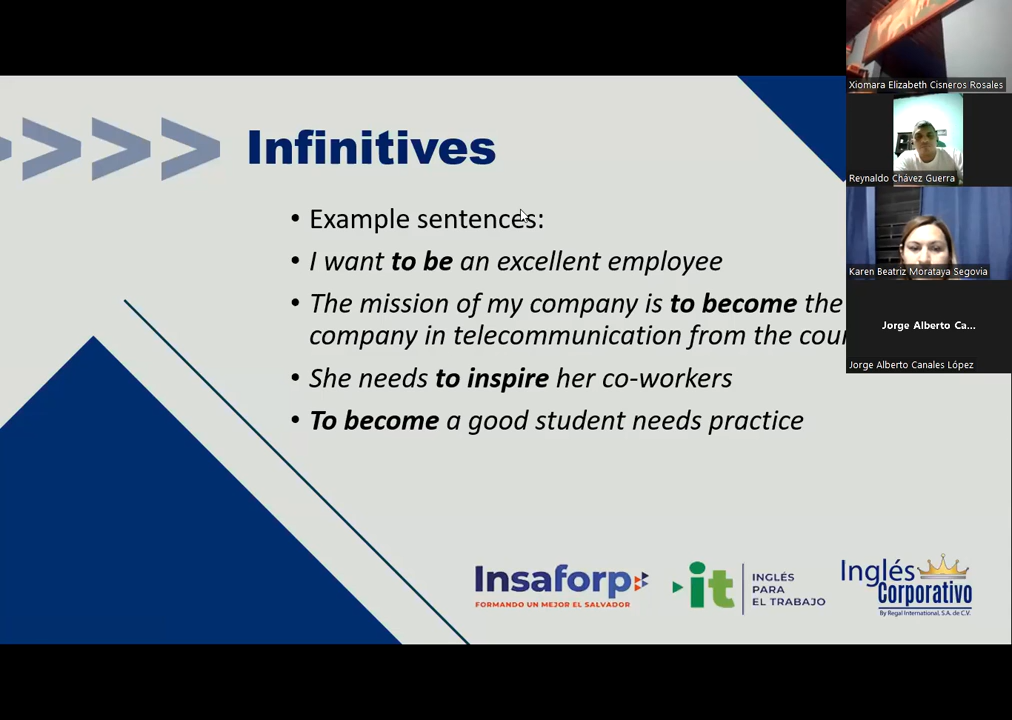 Infinitives
• Example sentences:
• I want to be an excellent employee
• The mission of my company is to become the
company in telecommunication from the
• She needs to inspire her co-workers
• To become a good student needs practice
Insaforp
FORMANDO UN MEJOR EL SALVADOR
it
INGLÉS
PARA
EL TRABAJO
Inglés
Corporativo
By Regal International, S.A. de C.V.
Xiomara Elizabeth Cisneros Rosales
Reynaldo Chávez Guerra
Karen Beatriz Morataya Segovia
Jorge Alberto Ca...
Jorge Alberto Canales López